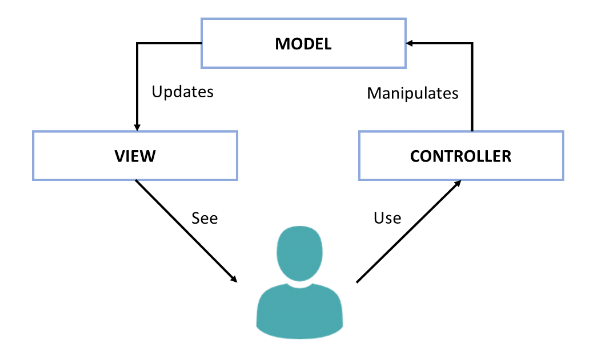 MODEL
Updates
Manipulates
VIEW
CONTROLLER
See
Use